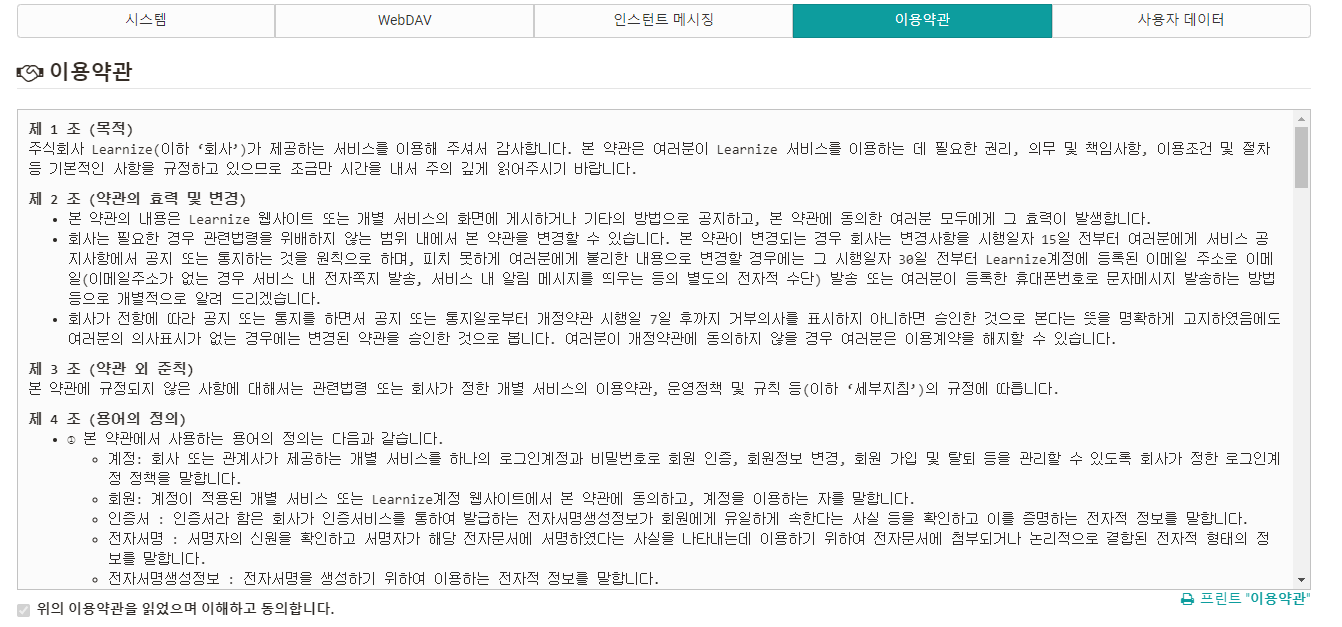 시스템
WebDAV
인스턴트 메시징
이용약관
사용자 데이터
이용약관
제 1 조 (목적)
주식회사 Learnize(이하 ‘회사’)가 제공하는 서비스를 이용해 주셔서 감사합니다. 본 약관은 여러분이 Learnize 서비스를 이용하는 데 필요한 권리, 의무 및 책임사항, 이용조건 및 절차
등 기본적인 사항을 규정하고 있으므로 조금만 시간을 내서 주의 깊게 읽어주시기 바랍니다.
제 2 조 (약관의 효력 및 변경)
• 본 약관의 내용은 Learnize 웹사이트 또는 개별 서비스의 화면에 게시하거나 기타의 방법으로 공지하고, 본 약관에 동의한 여러분 모두에게 그 효력이 발생합니다.
• 회사는 필요한 경우 관련법령을 위배하지 않는 범위 내에서 본 약관을 변경할 수 있습니다. 본 약관이 변경되는 경우 회사는 변경사항을 시행일자 15일 전부터 여러분에게 서비스 공
지사항에서 공지 또는 통지하는 것을 원칙으로 하며, 피치 못하게 여러분에게 불리한 내용으로 변경할 경우에는 그 시행일자 30일 전부터 Learnize계정에 등록된 이메일 주소로 이메
일(이메일주소가 없는 경우 서비스 내 전자쪽지 발송, 서비스 내 알림 메시지를 띄우는 등의 별도의 전자적 수단) 발송 또는 여러분이 등록한 휴대폰번호로 문자메시지 발송하는 방법
등으로 개별적으로 알려 드리겠습니다.
• 회사가 전항에 따라 공지 또는 통지를 하면서 공지 또는 통지일로부터 개정약관 시행일 7일 후까지 거부의사를 표시하지 아니하면 승인한 것으로 본다는 뜻을 명확하게 고지하였음에도
여러분의 의사표시가 없는 경우에는 변경된 약관을 승인한 것으로 봅니다. 여러분이 개정약관에 동의하지 않을 경우 여러분은 이용계약을 해지할 수 있습니다.
제 3 조 (약관 외 준칙)
본 약관에 규정되지 않은 사항에 대해서는 관련법령 또는 회사가 정한 개별 서비스의 이용약관, 운영정책 및 규칙 등(이하 ‘세부지침’)의 규정에 따릅니다.
제 4 조 (용어의 정의)
• ① 본 약관에서 사용하는 용어의 정의는 다음과 같습니다.
◦ 계정: 회사 또는 관계사가 제공하는 개별 서비스를 하나의 로그인계정과 비밀번호로 회원 인증, 회원정보 변경, 회원 가입 및 탈퇴 등을 관리할 수 있도록 회사가 정한 로그인계
정 정책을 말합니다.
◦ 회원: 계정이 적용된 개별 서비스 또는 Learnize계정 웹사이트에서 본 약관에 동의하고, 계정을 이용하는 자를 말합니다.
◦ 인증서 : 인증서라 함은 회사가 인증서비스를 통하여 발급하는 전자서명생성정보가 회원에게 유일하게 속한다는 사실 등을 확인하고 이를 증명하는 전자적 정보를 말합니다.
◦ 전자서명 : 서명자의 신원을 확인하고 서명자가 해당 전자문서에 서명하였다는 사실을 나타내는데 이용하기 위하여 전자문서에 첨부되거나 논리적으로 결합된 전자적 형태의 정
보를 말합니다.
◦ 전자서명생성정보 : 전자서명을 생성하기 위하여 이용하는 전자적 정보를 말합니다.
프린트 "이용약관"
위의 이용약관을 읽었으며 이해하고 동의합니다.